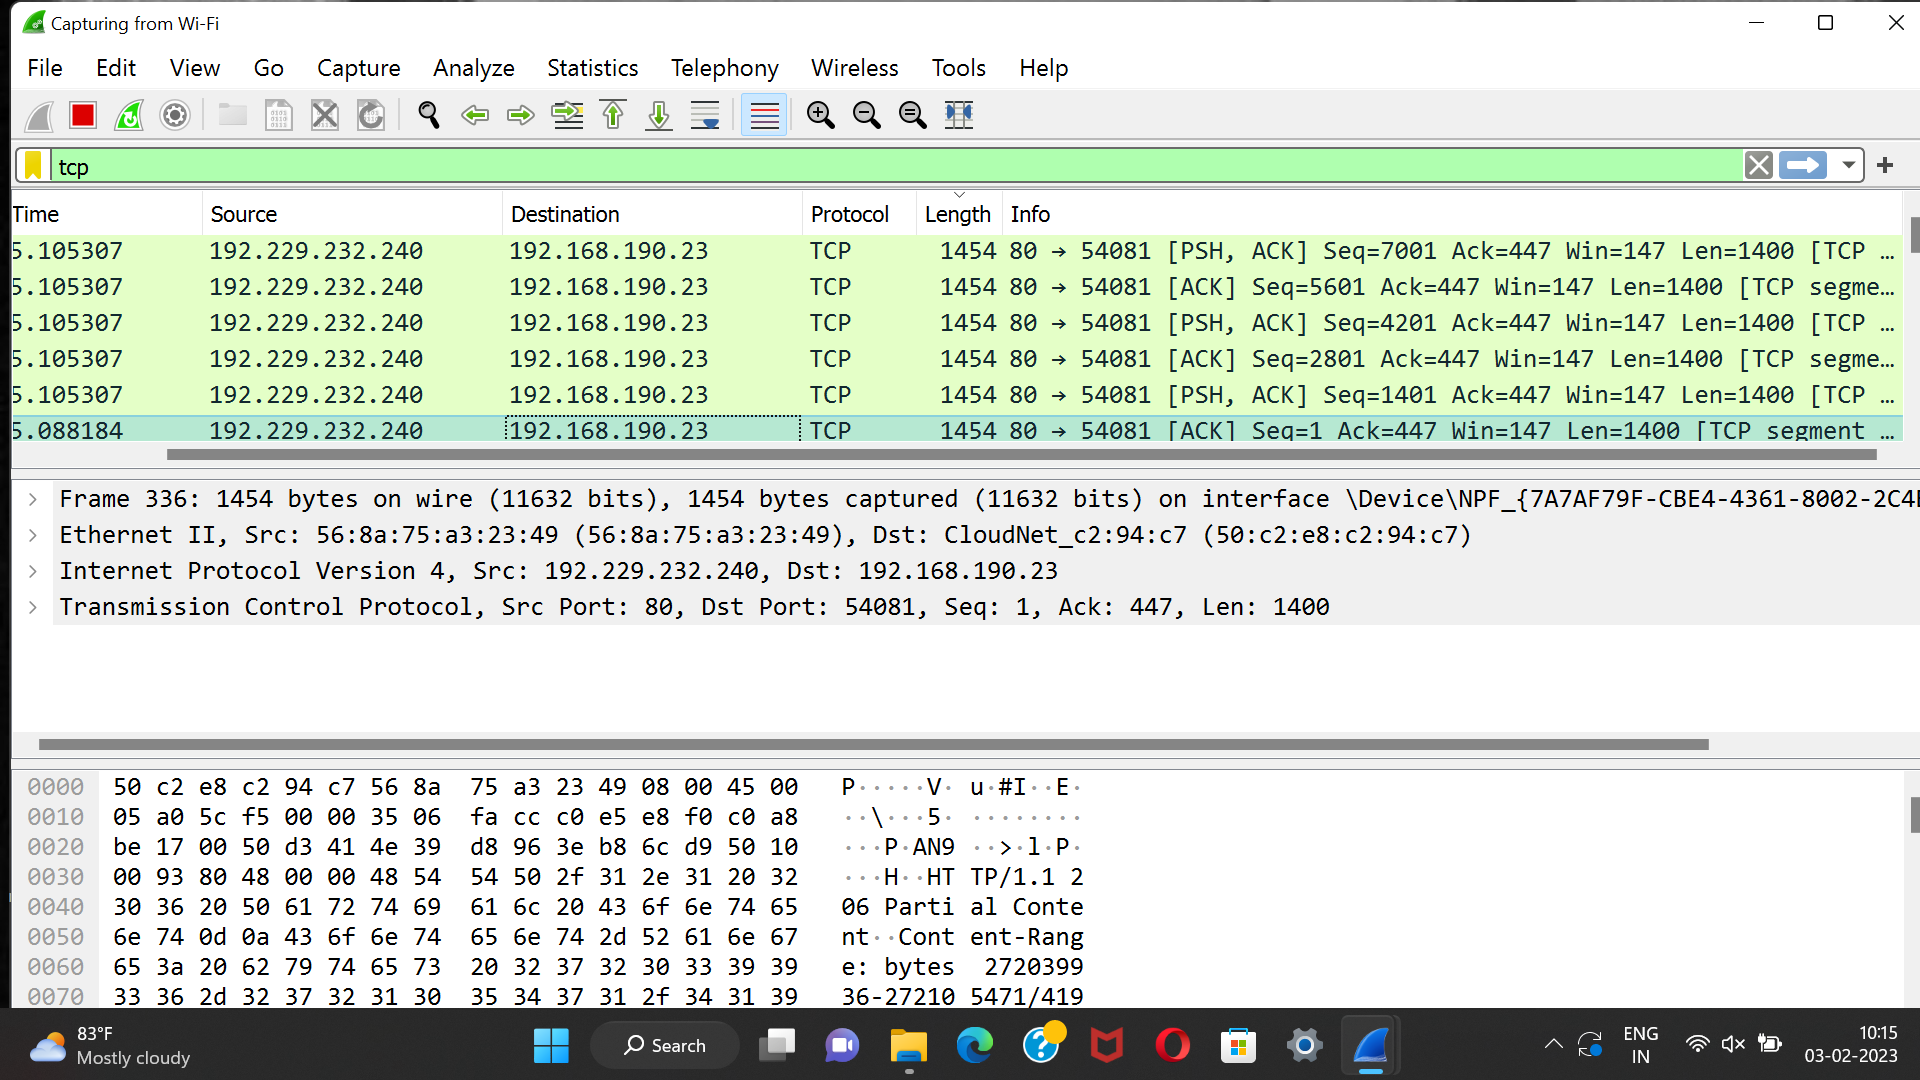 Capturing from Wi-Fi
File Edit View Go Capture Analyze Statistics Telephony Wireless Tools Help
tcp
Time Source Destination Protocol Length Info
5.105307 192.229.232.240 192.168.190.23 TCP 1454 80 → 54081 [PSH, ACK] Seq=7001 Ack=447 Win=147 Len=1400 [TCP …
5.105307 192.229.232.240 192.168.190.23 TCP 1454 80 → 54081 [ACK] Seq=5601 Ack=447 Win=147 Len=1400 [TCP segme…
5.105307 192.229.232.240 192.168.190.23 TCP 1454 80 → 54081 [PSH, ACK] Seq=4201 Ack=447 Win=147 Len=1400 [TCP …
5.105307 192.229.232.240 192.168.190.23 TCP 1454 80 → 54081 [ACK] Seq=2801 Ack=447 Win=147 Len=1400 [TCP segme…
5.105307 192.229.232.240 192.168.190.23 TCP 1454 80 → 54081 [PSH, ACK] Seq=1401 Ack=447 Win=147 Len=1400 [TCP …
5.088184 192.229.232.240 192.168.190.23 TCP 1454 80 → 54081 [ACK] Seq=1 Ack=447 Win=147 Len=1400 [TCP segment …
Frame 336: 1454 bytes on wire (11632 bits), 1454 bytes captured (11632 bits) on interface \Device\NPF_{7A7AF79F-CBE4-4361-8002-2C4E
Ethernet II, Src: 56:8a:75:a3:23:49 (56:8a:75:a3:23:49), Dst: CloudNet_c2:94:c7 (50:c2:e8:c2:94:c7)
Internet Protocol Version 4, Src: 192.229.232.240, Dst: 192.168.190.23
Transmission Control Protocol, Src Port: 80, Dst Port: 54081, Seq: 1, Ack: 447, Len: 1400
0000 50 c2 e8 c2 94 c7 56 8a 75 a3 23 49 08 00 45 00 P·····V· u·#I··E·
0010 05 a0 5c f5 00 00 35 06 fa cc c0 e5 e8 f0 c0 a8 ··\···5· ········
0020 be 17 00 50 d3 41 4e 39 d8 96 3e b8 6c d9 50 10 ···P·AN9 ··>·l·P·
0030 00 93 80 48 00 00 48 54 54 50 2f 31 2e 31 20 32 ···H··HT TP/1.1 2
0040 30 36 20 50 61 72 74 69 61 6c 20 43 6f 6e 74 65 06 Parti al Conte
0050 6e 74 0d 0a 43 6f 6e 74 65 6e 74 2d 52 61 6e 67 nt··Cont ent-Rang
0060 65 3a 20 62 79 74 65 73 20 32 37 32 30 33 39 39 e: bytes 2720399
0070 33 36 2d 32 37 32 31 30 35 34 37 31 2f 34 31 39 36-27210 5471/419
83°F
Mostly cloudy
Search
ENG
IN
10:15
03-02-2023